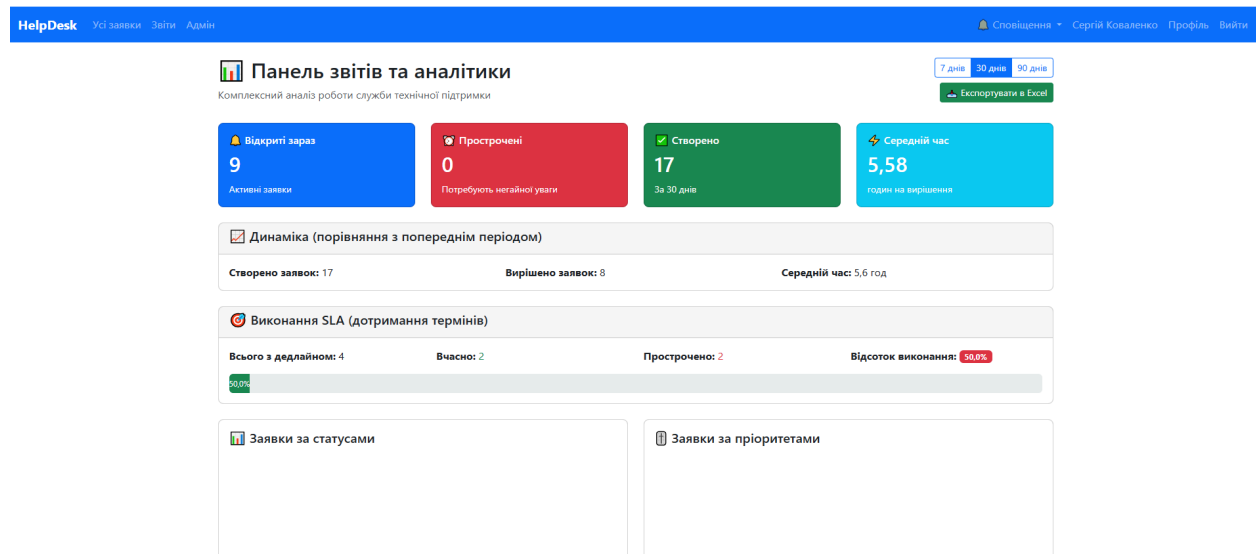 HelpDesk Усі заявки Звіти Адмін Сповіщення Сергій Коваленко Профіль Вийти
Панель звітів та аналітики
7 днів 30 днів 90 днів
Комплексний аналіз роботи служби технічної підтримки
Експортувати в Excel
Відкриті зараз
9
Активні заявки
Прострочені
0
Потребують негайної уваги
Створено
17
За 30 днів
Середній час
5,58
годин на вирішення
Динаміка (порівняння з попереднім періодом)
Створено заявок: 17 Вирішено заявок: 8 Середній час: 5,6 год
Виконання SLA (дотримання термінів)
Всього з дедлайном: 4 Вчасно: 2 Прострочено: 2 Відсоток виконання: 50,0%
50,0%
Заявки за статусами
Заявки за пріоритетами